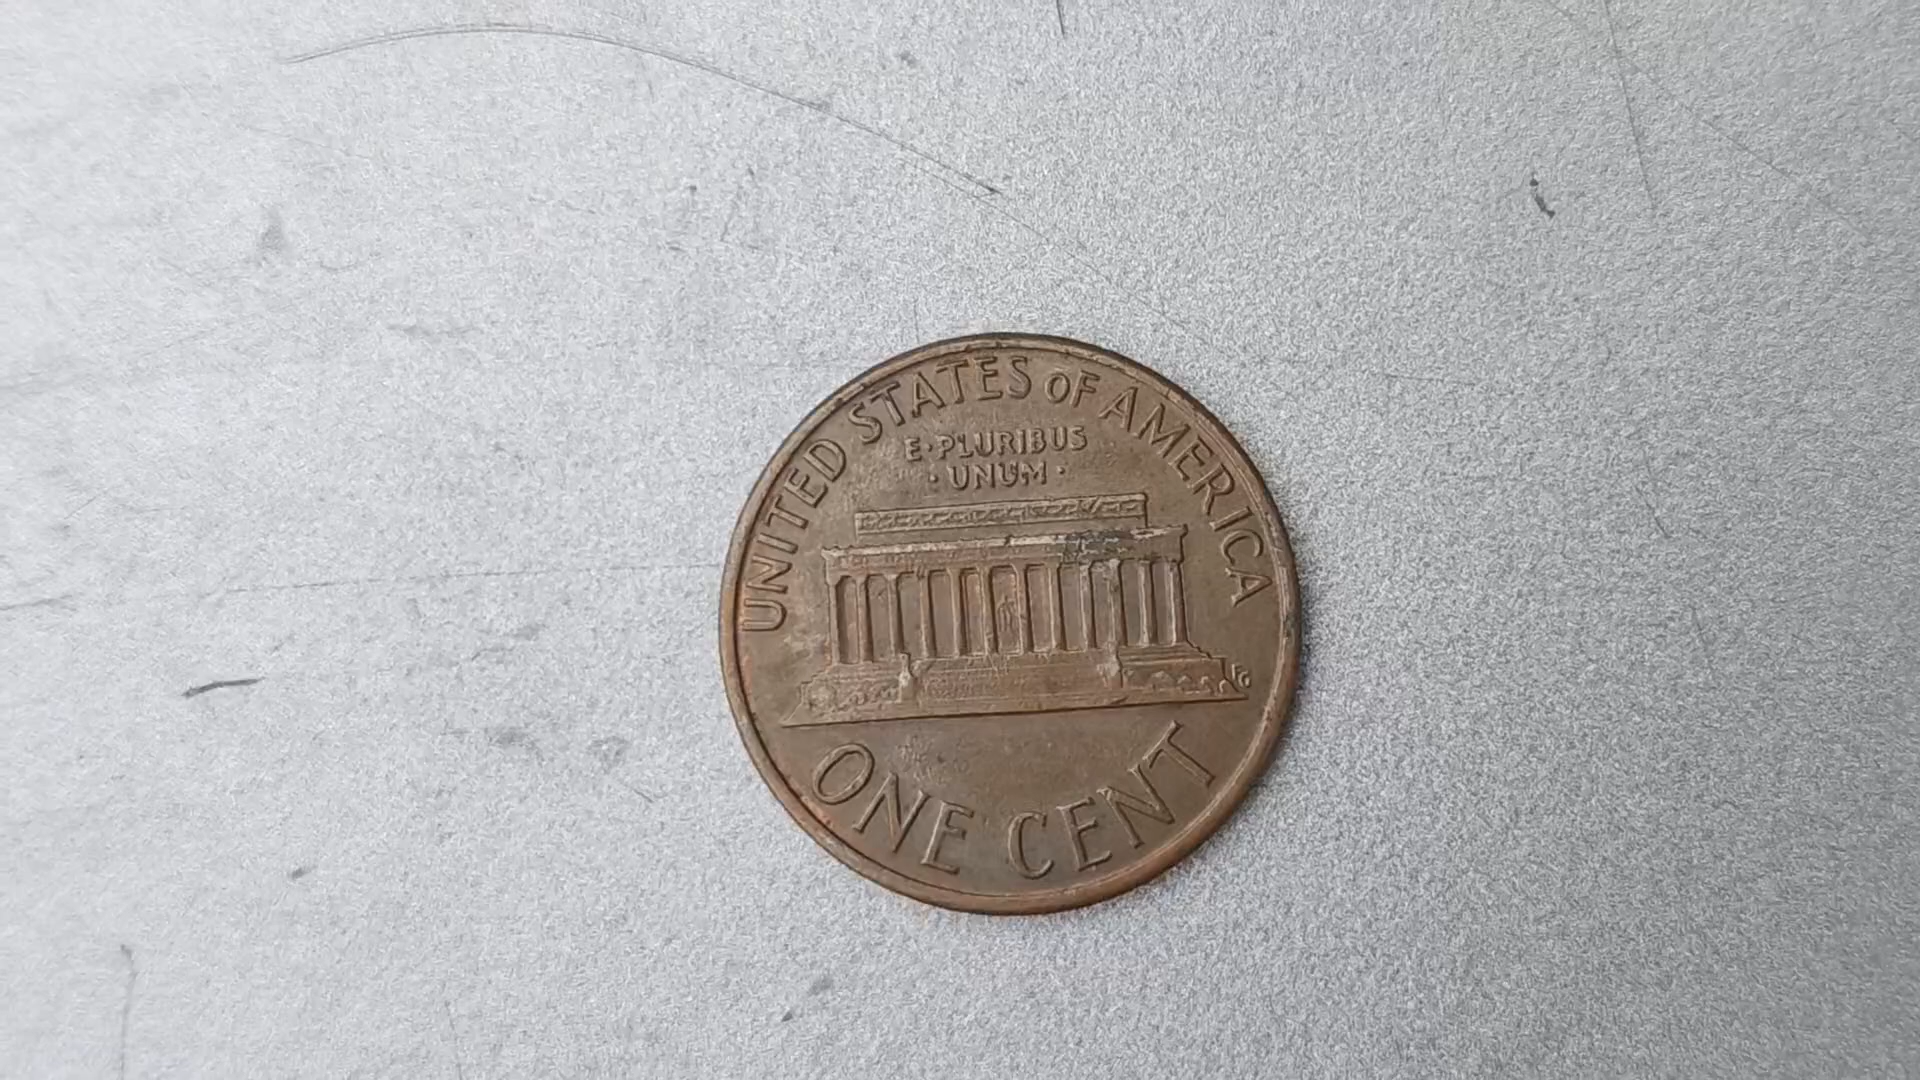 UNITED STATES OF AMERICA
E·PLURIBUS
·UNUM·
FG
ONE CENT